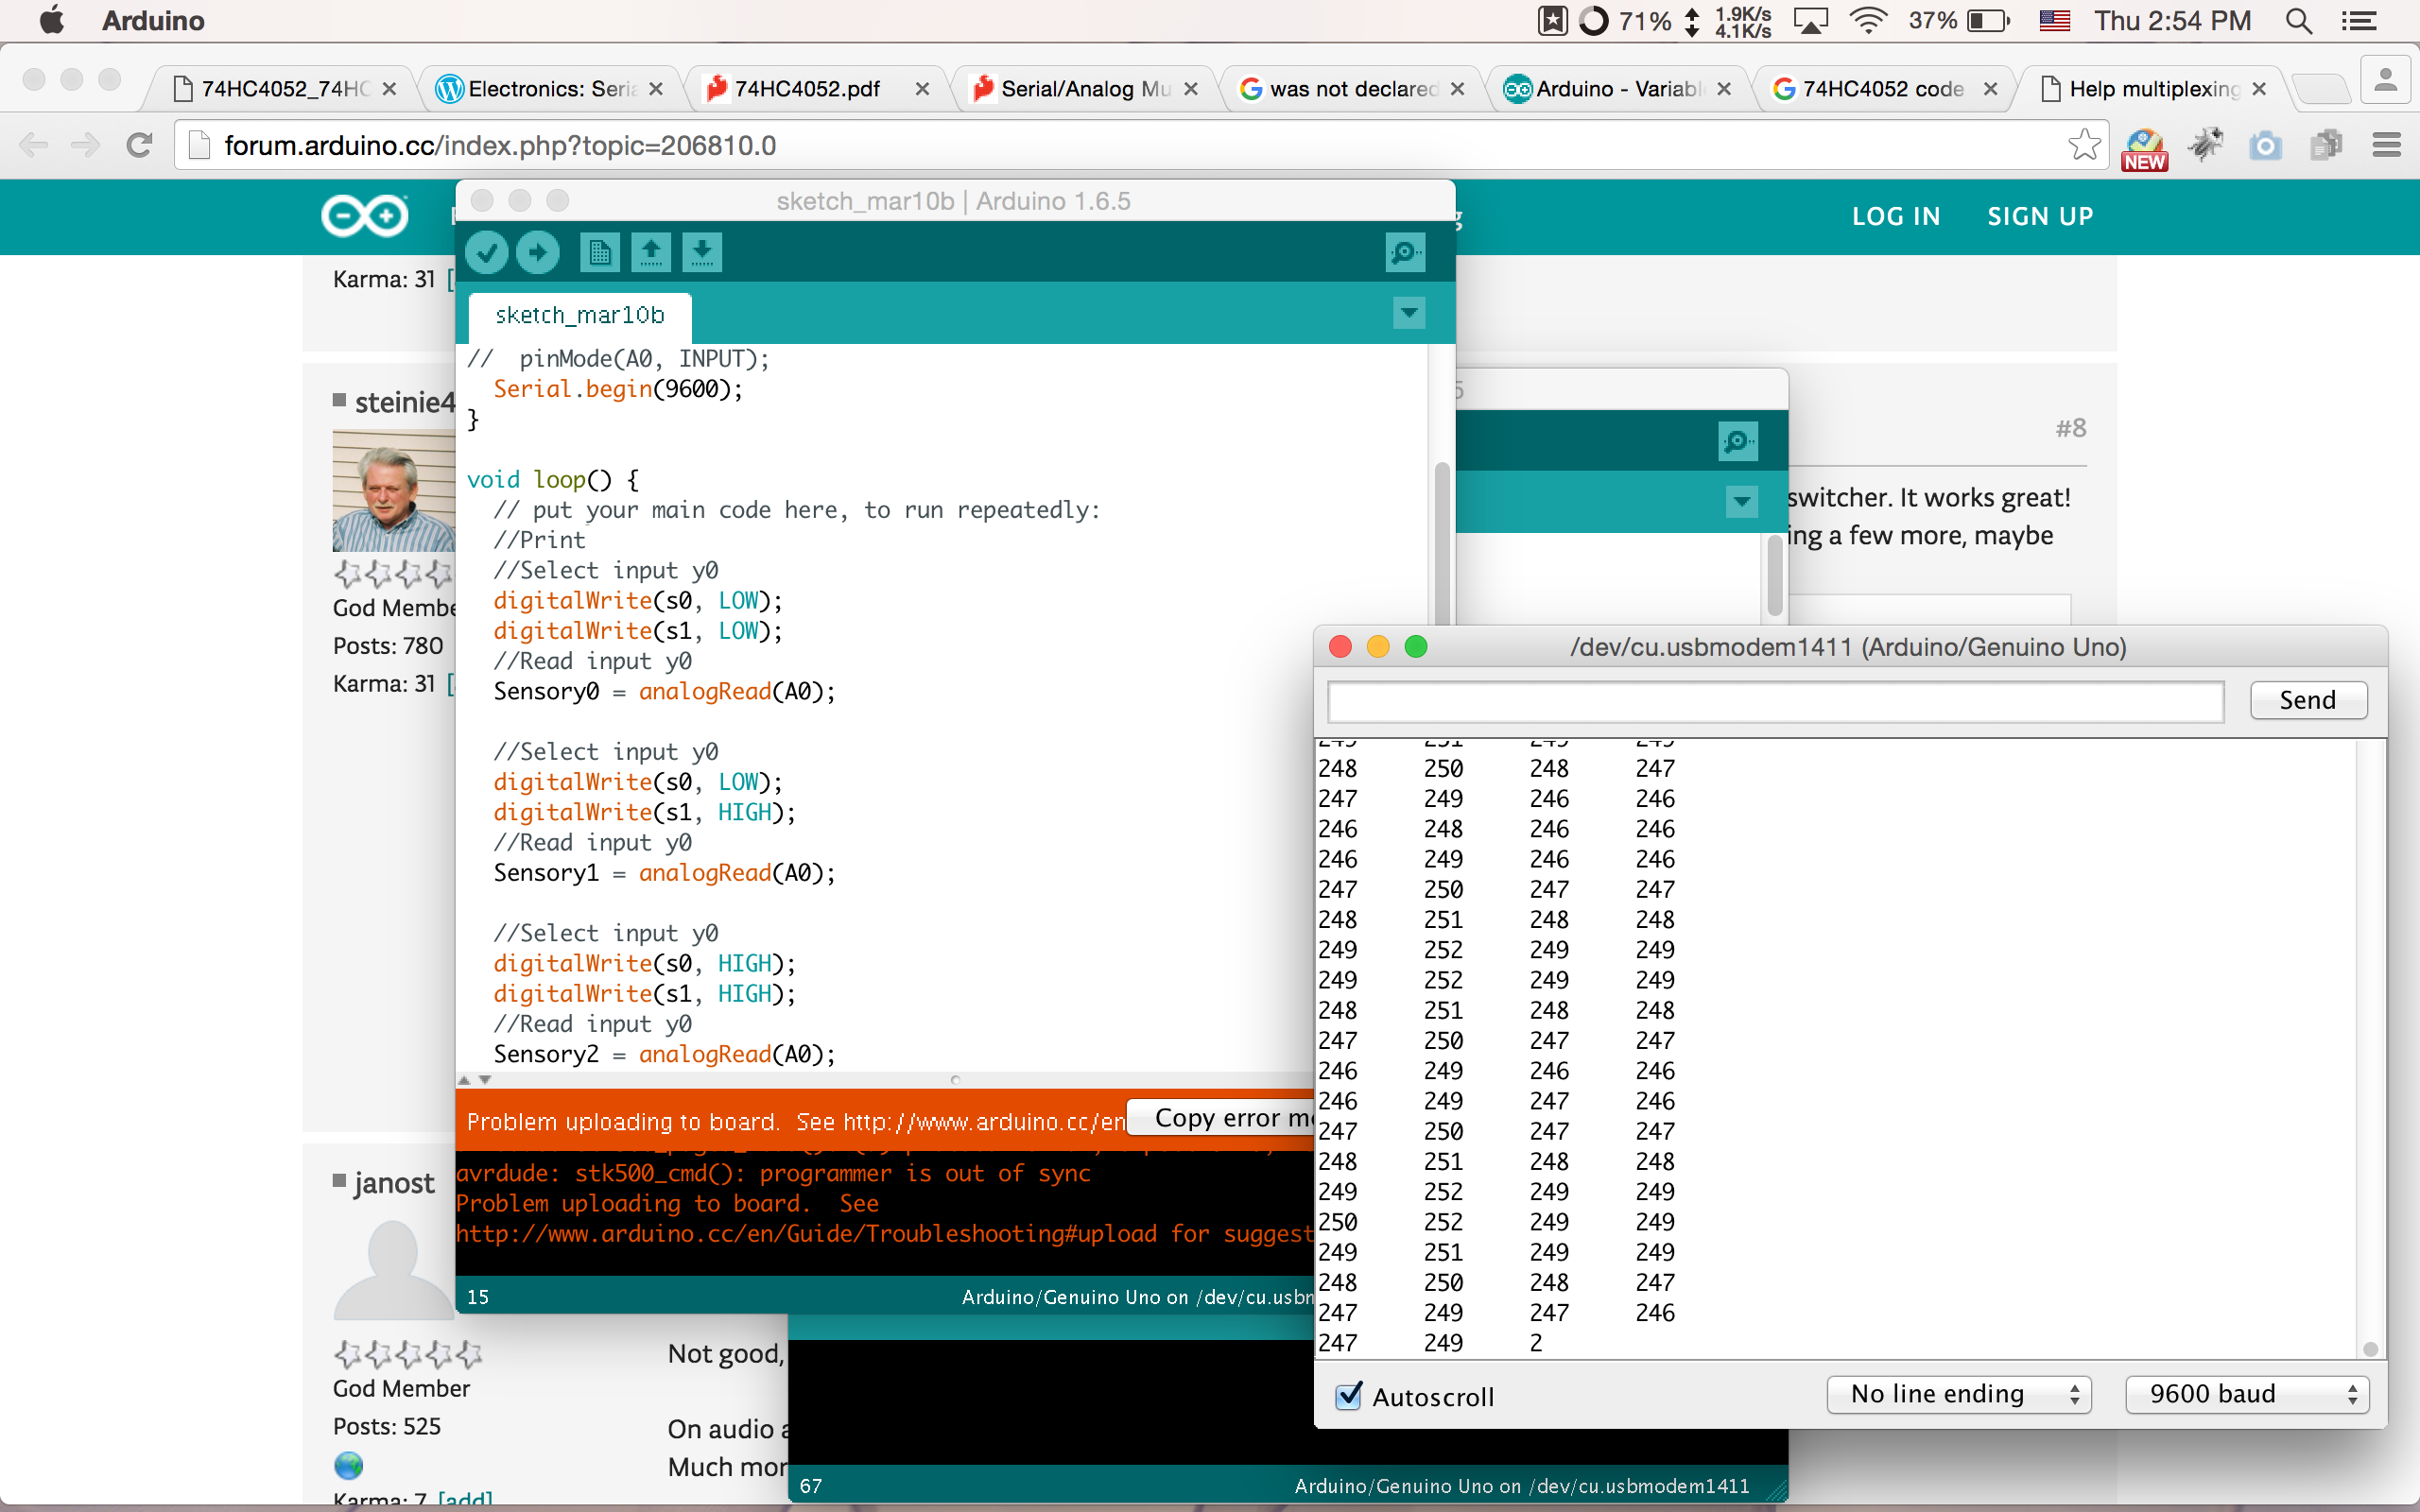 Arduino
71%
1.9K/s
4.1K/s
37%
Thu 2:54 PM
74HC4052_74HC
Electronics: Seria
74HC4052.pdf
Serial/Analog Mu
was not declared
Arduino - Variabl
74HC4052 code
Help multiplexing
forum.arduino.cc/index.php?topic=206810.0
NEW
LOG IN
SIGN UP
Karma: 31 [
steinie4
God Membe
Posts: 780
Karma: 31 [
#8
switcher. It works great!
ing a few more, maybe
sketch_mar10b | Arduino 1.6.5
sketch_mar10b
//  pinMode(A0, INPUT);
  Serial.begin(9600);
}
void loop() {
  // put your main code here, to run repeatedly:
  //Print
  //Select input y0
  digitalWrite(s0, LOW);
  digitalWrite(s1, LOW);
  //Read input y0
  Sensory0 = analogRead(A0);
  //Select input y0
  digitalWrite(s0, LOW);
  digitalWrite(s1, HIGH);
  //Read input y0
  Sensory1 = analogRead(A0);
  //Select input y0
  digitalWrite(s0, HIGH);
  digitalWrite(s1, HIGH);
  //Read input y0
  Sensory2 = analogRead(A0);
Problem uploading to board.  See http://www.arduino.cc/en
Copy error m
avrdude: stk500_cmd(): programmer is out of sync
Problem uploading to board.  See
http://www.arduino.cc/en/Guide/Troubleshooting#upload for suggest
15
Arduino/Genuino Uno on /dev/cu.usbm
/dev/cu.usbmodem1411 (Arduino/Genuino Uno)
Send
249 251 249 249
248 250 248 247
247 249 246 246
246 248 246 246
246 249 246 246
247 250 247 247
248 251 248 248
249 252 249 249
249 252 249 249
248 251 248 248
247 250 247 247
246 249 246 246
246 249 247 246
247 250 247 247
248 251 248 248
249 252 249 249
250 252 249 249
249 251 249 249
248 250 248 247
247 249 247 246
247 249 2
Autoscroll
No line ending
9600 baud
janost
God Member
Posts: 525
Karma: 7 [add]
Not good,
On audio a
Much mor
67
Arduino/Genuino Uno on /dev/cu.usbmodem1411